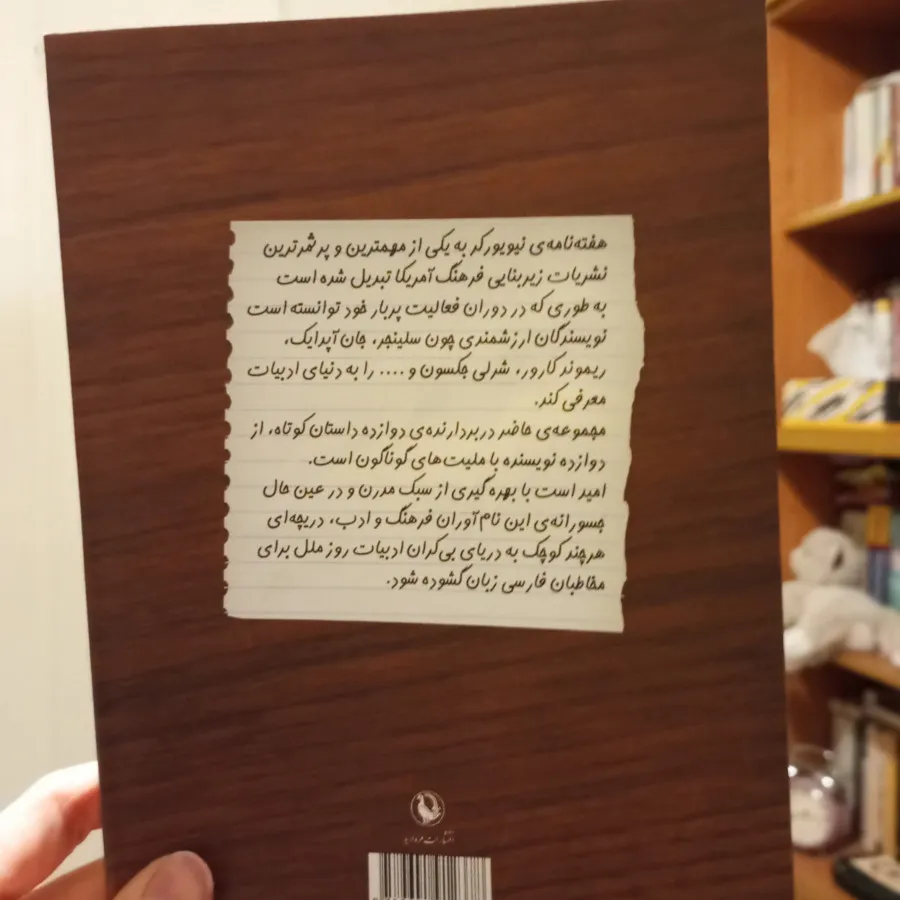 هفته‌نامه‌ی نیویورکر به یکی از مهمترین و پرثمرترین
نشریات زیربنایی فرهنگ آمریکا تبدیل شده است
به طوری که در دوران فعالیت پربار خود توانسته است
نویسندگان ارزشمندی چون سلینجر، جان آپدایک،
ریموند کارور، شرلی جکسون و .... را به دنیای ادبیات
معرفی کند.
مجموعه‌ی حاضر دربردارنده‌ی دوازده داستان کوتاه، از
دوازده نویسنده با ملیت‌های گوناگون است.
امید است با بهره گیری از سبک مدرن و در عین حال
جسورانه‌ی این نام‌آوران فرهنگ و ادب، دریچه‌ای
هرچند کوچک به دریای بی‌کران ادبیات روز ملل برای
مخاطبان فارسی زبان گشوده شود.
انتشارات مروارید